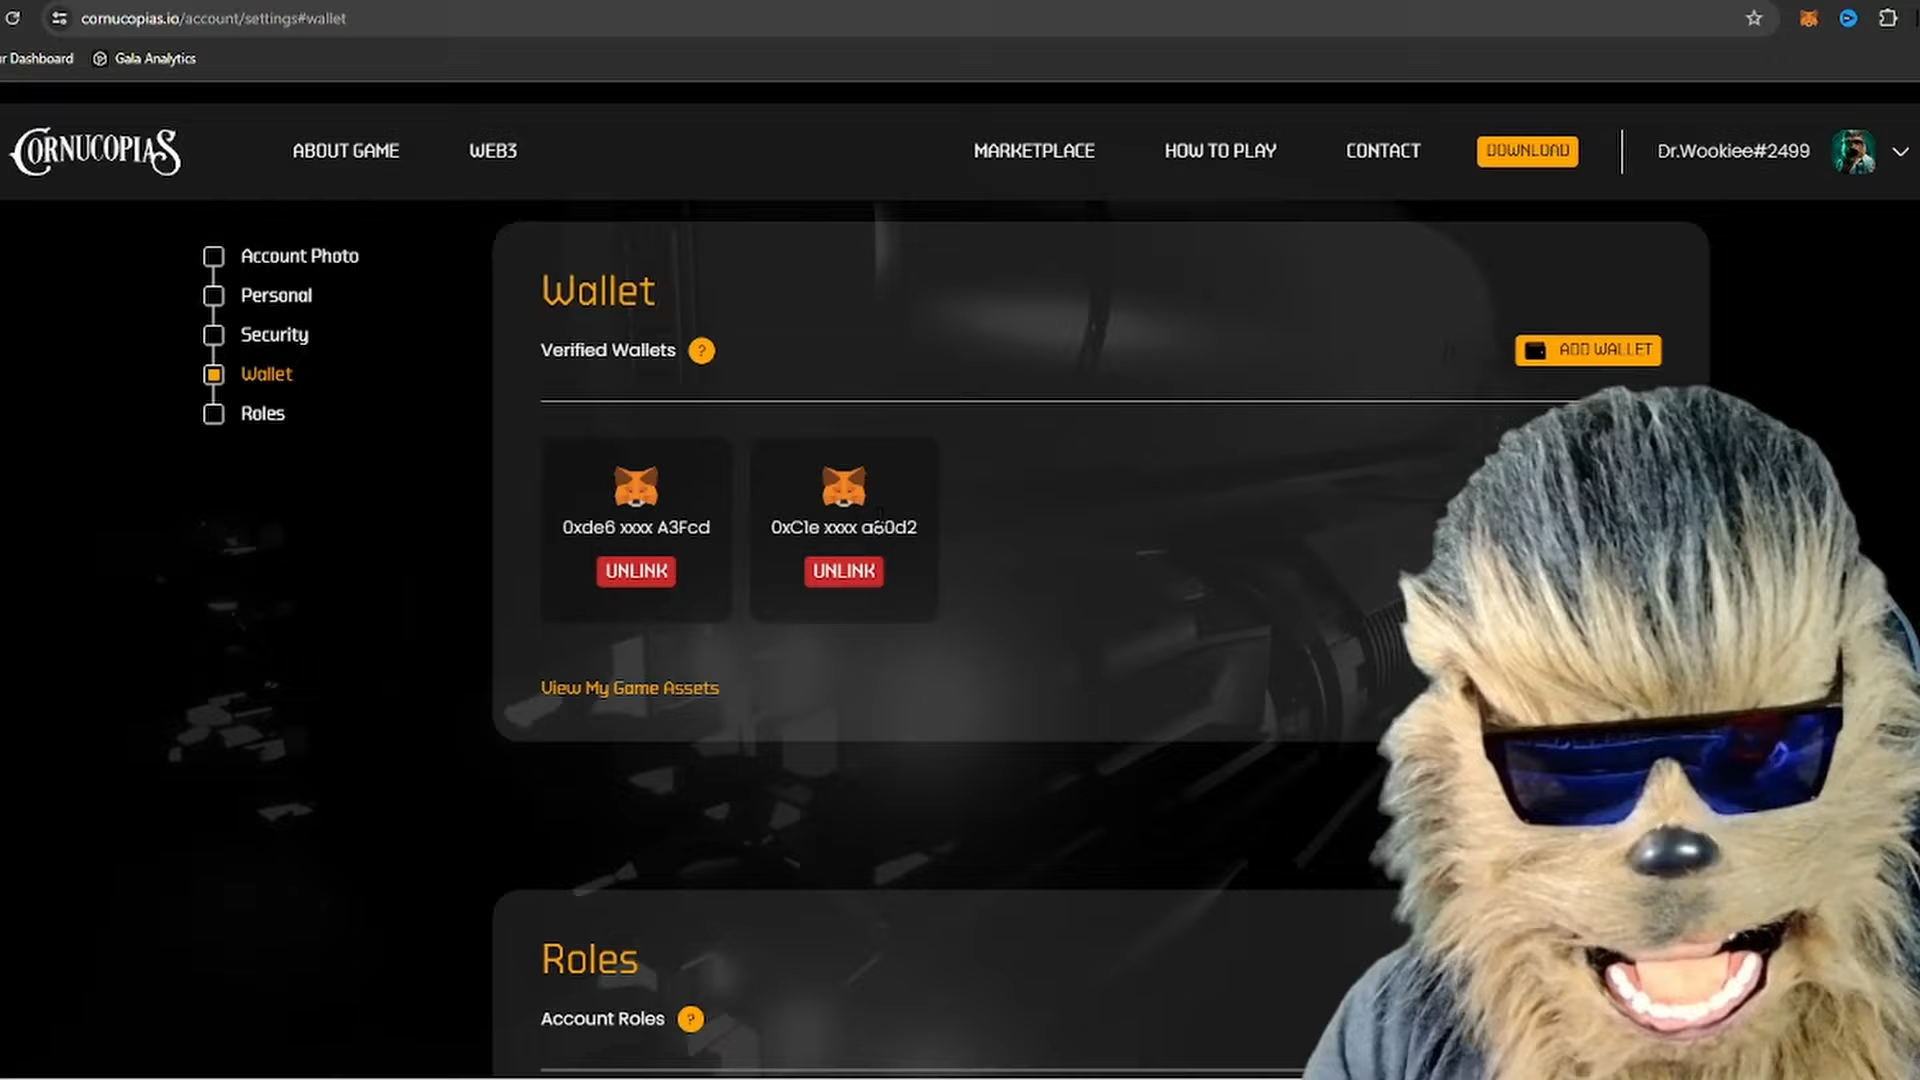 cornucopias.io/account/settings#wallet
r Dashboard
Gala Analytics
CORNUCOPIAS
ABOUT GAME
WEB3
MARKETPLACE
HOW TO PLAY
CONTACT
DOWNLOAD
Dr.Wookiee#2499
Account Photo
Personal
Security
Wallet
Roles
Wallet
Verified Wallets ?
ADD WALLET
0xde6 xxxx A3Fcd
0xC1e xxxx a60d2
UNLINK
UNLINK
View My Game Assets
Roles
Account Roles ?